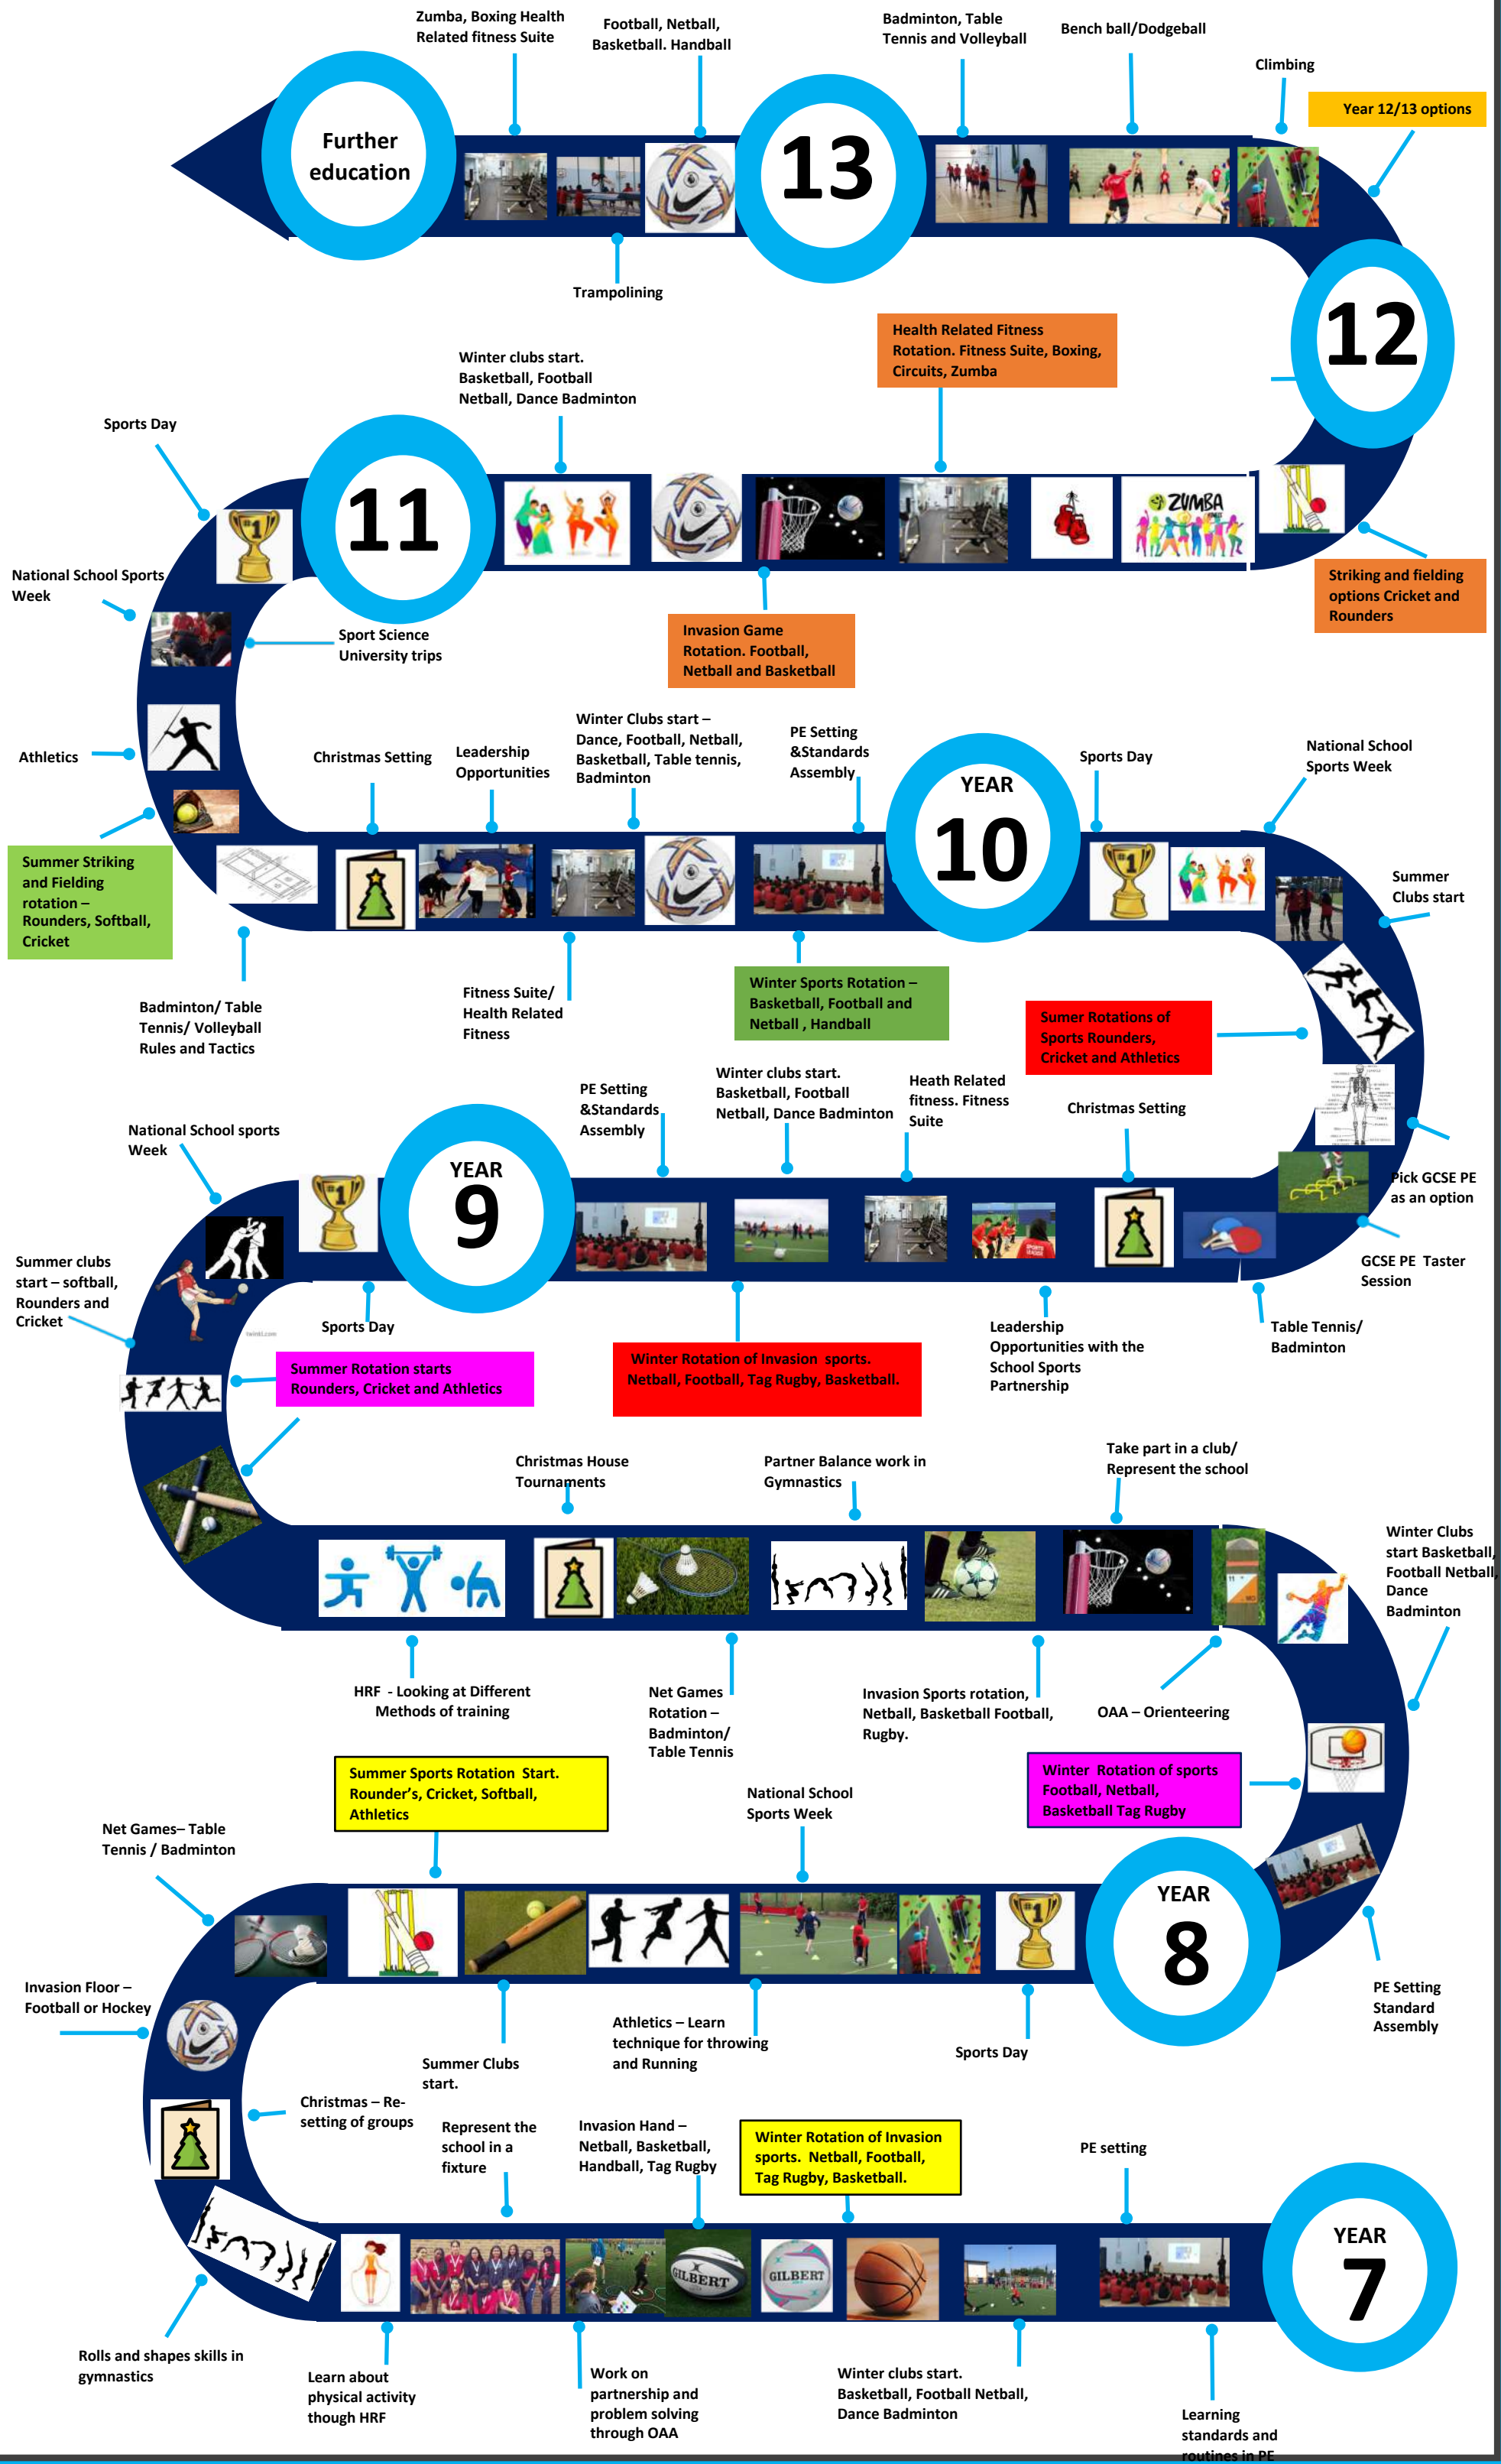 Zumba, Boxing Health
Related fitness Suite
Football, Netball,
Basketball. Handball
Badminton, Table
Tennis and Volleyball
Bench ball/Dodgeball
Climbing
Year 12/13 options
Further
education
13
Trampolining
12
Health Related Fitness
Rotation. Fitness Suite, Boxing,
Circuits, Zumba
Winter clubs start.
Basketball, Football
Netball, Dance Badminton
Sports Day
11
#1
ZUMBA
FITNESS
National School Sports
Week
Sport Science
University trips
Invasion Game
Rotation. Football,
Netball and Basketball
Striking and fielding
options Cricket and
Rounders
Athletics
Christmas Setting
Leadership
Opportunities
Winter Clubs start –
Dance, Football, Netball,
Basketball, Table tennis,
Badminton
PE Setting
&Standards
Assembly
YEAR
10
Sports Day
National School
Sports Week
#1
Summer Striking
and Fielding
rotation –
Rounders, Softball,
Cricket
Summer
Clubs start
Badminton/ Table
Tennis/ Volleyball
Rules and Tactics
Fitness Suite/
Health Related
Fitness
Winter Sports Rotation –
Basketball, Football and
Netball , Handball
Sumer Rotations of
Sports Rounders,
Cricket and Athletics
PE Setting
&Standards
Assembly
Winter clubs start.
Basketball, Football
Netball, Dance Badminton
Heath Related
fitness. Fitness
Suite
Christmas Setting
National School sports
Week
YEAR
9
#1
SPORTS
LEADER
Pick GCSE PE
as an option
GCSE PE Taster
Session
Summer clubs
start – softball,
Rounders and
Cricket
twinkl.com
Sports Day
Summer Rotation starts
Rounders, Cricket and Athletics
Winter Rotation of Invasion sports.
Netball, Football, Tag Rugby, Basketball.
Leadership
Opportunities with the
School Sports
Partnership
Table Tennis/
Badminton
Christmas House
Tournaments
Partner Balance work in
Gymnastics
Take part in a club/
Represent the school
Winter Clubs
start Basketball,
Football Netball,
Dance
Badminton
HRF - Looking at Different
Methods of training
Net Games
Rotation –
Badminton/
Table Tennis
Invasion Sports rotation,
Netball, Basketball Football,
Rugby.
OAA – Orienteering
Summer Sports Rotation Start.
Rounder’s, Cricket, Softball,
Athletics
National School
Sports Week
Winter Rotation of sports
Football, Netball,
Basketball Tag Rugby
Net Games– Table
Tennis / Badminton
#1
YEAR
8
Invasion Floor –
Football or Hockey
Summer Clubs
start.
Athletics – Learn
technique for throwing
and Running
Sports Day
PE Setting
Standard
Assembly
Christmas – Re-
setting of groups
Represent the
school in a
fixture
Invasion Hand –
Netball, Basketball,
Handball, Tag Rugby
Winter Rotation of Invasion
sports. Netball, Football,
Tag Rugby, Basketball.
PE setting
GILBERT
GILBERT
YEAR
7
Rolls and shapes skills in
gymnastics
Learn about
physical activity
though HRF
Work on
partnership and
problem solving
through OAA
Winter clubs start.
Basketball, Football Netball,
Dance Badminton
Learning
standards and
routines in PE